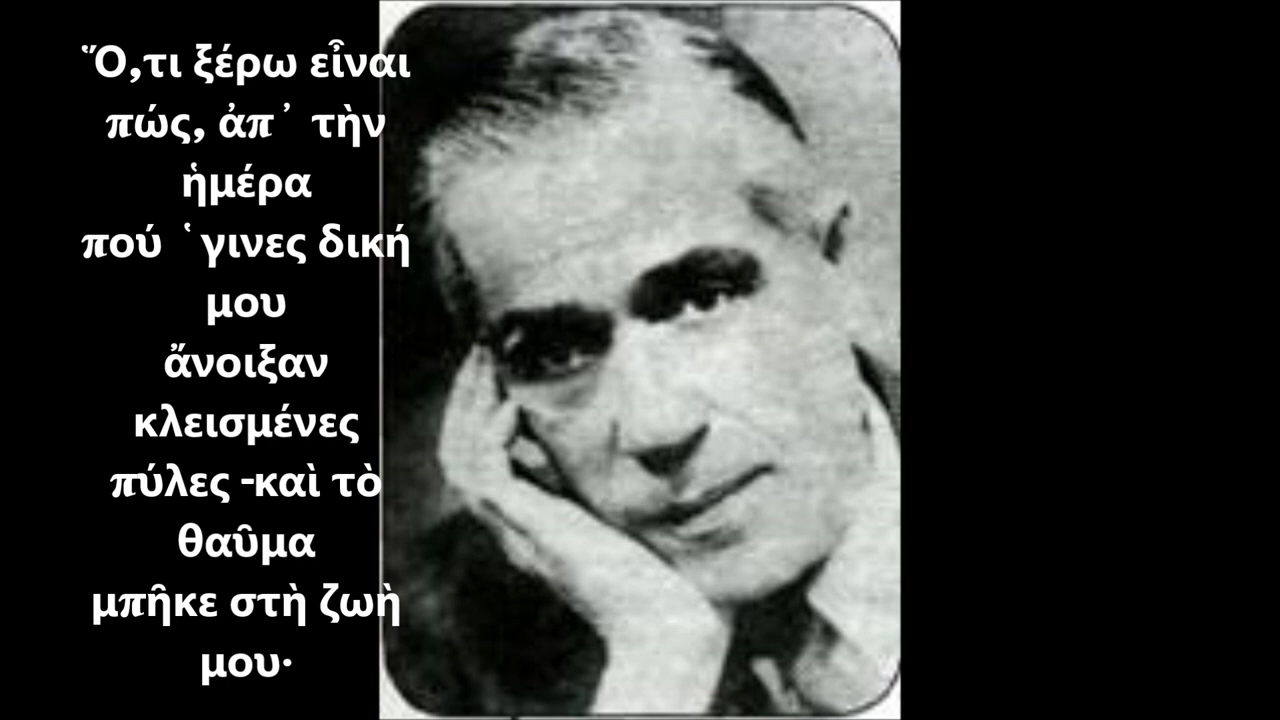 Ὅ,τι ξέρω εἶναι
πώς, ἀπ᾿ τὴν
ἡμέρα
πού ῾γινες δική
μου
ἄνοιξαν
κλεισμένες
πύλες -καὶ τὸ
θαῦμα
μπῆκε στὴ ζωὴ
μου·